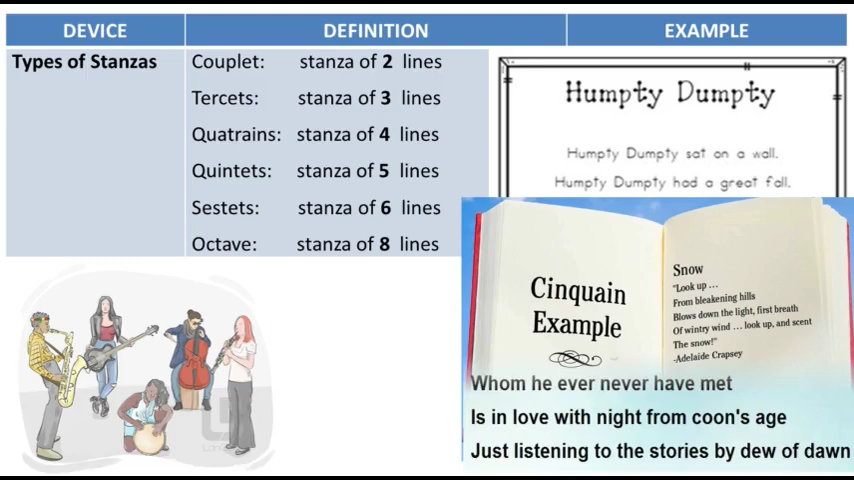 DEVICE DEFINITION EXAMPLE
Types of Stanzas
Couplet: stanza of 2 lines
Tercets: stanza of 3 lines
Quatrains: stanza of 4 lines
Quintets: stanza of 5 lines
Sestets: stanza of 6 lines
Octave: stanza of 8 lines
Humpty Dumpty
Humpty Dumpty sat on a wall.
Humpty Dumpty had a great fall.
Cinquain
Example
Snow
"Look up ...
From bleakening hills
Blows down the light, first breath
Of wintry wind ... look up, and scent
The snow!"
-Adelaide Crapsey
Whom he ever never have met
Is in love with night from coon's age
Just listening to the stories by dew of dawn